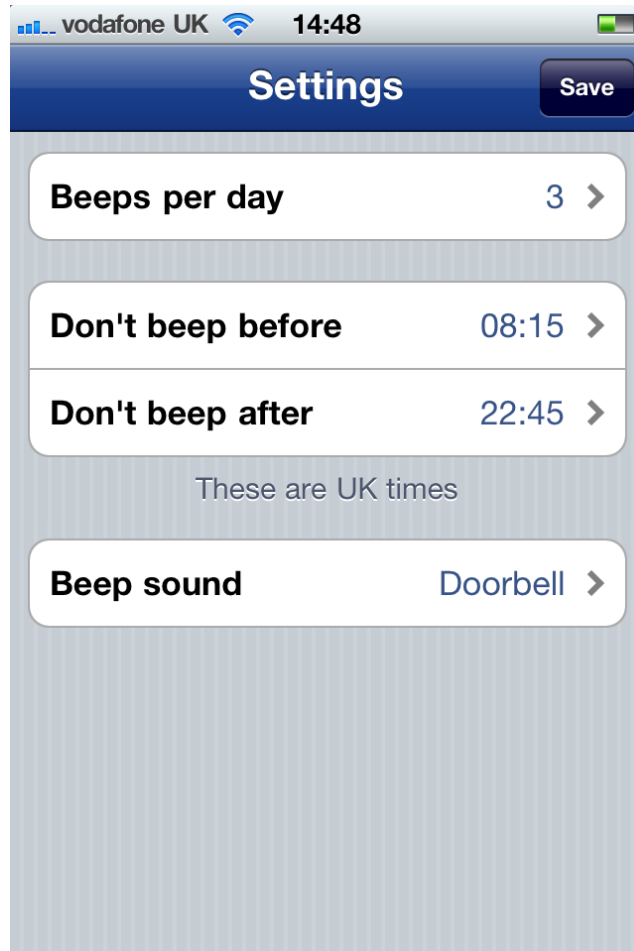 vodafone UK 14:48
Settings Save
Beeps per day 3
Don't beep before 08:15
Don't beep after 22:45
These are UK times
Beep sound Doorbell